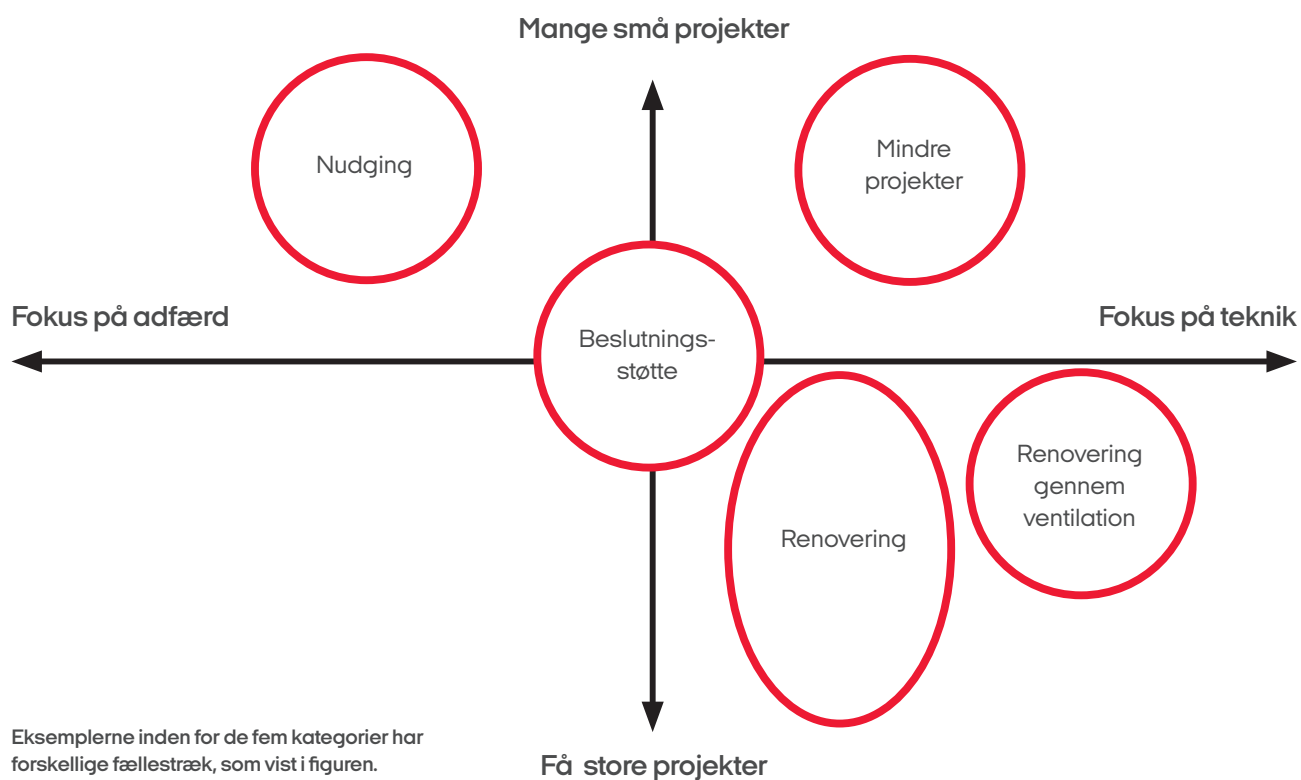 Mange små projekter
Nudging
Mindre
projekter
Fokus på adfærd
Fokus på teknik
Beslutnings-
støtte
Renovering
gennem
ventilation
Renovering
Eksemplerne inden for de fem kategorier har
forskellige fællestræk, som vist i figuren.
Få store projekter